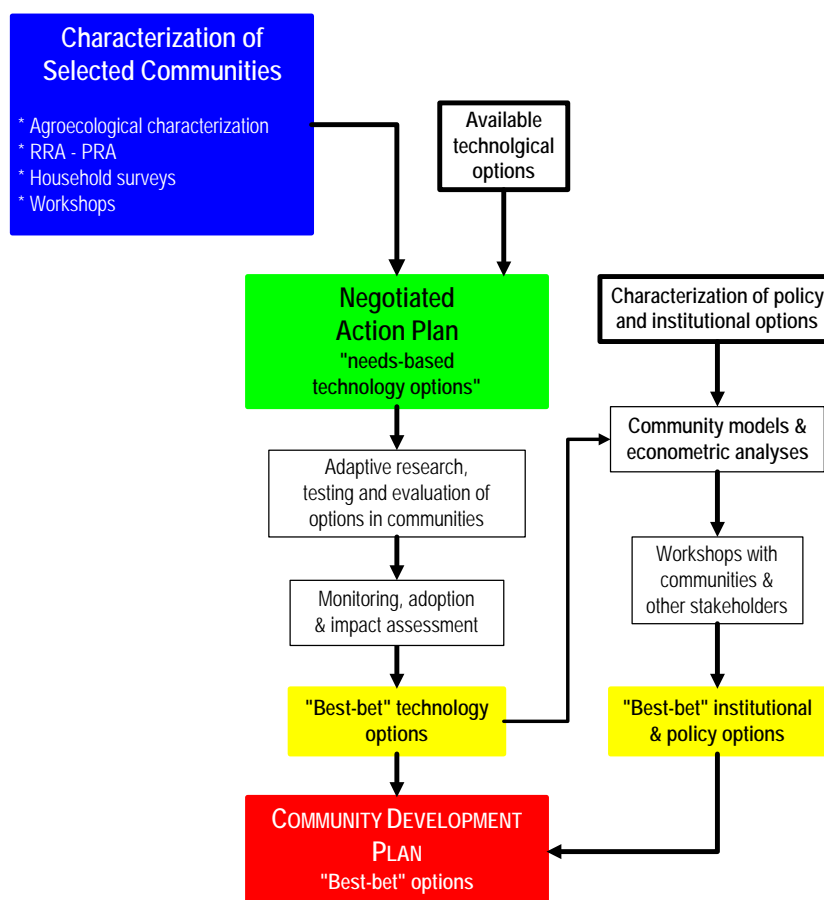 Characterization of
Selected Communities
* Agroecological characterization
* RRA - PRA
* Household surveys
* Workshops
Available
technolgical
options
Negotiated
Action Plan
"needs-based
technology options"
Characterization of policy
and institutional options
Community models &
econometric analyses
Adaptive research,
testing and evaluation of
options in communities
Workshops with
communities &
other stakeholders
Monitoring, adoption
& impact assessment
"Best-bet" technology
options
"Best-bet" institutional
& policy options
COMMUNITY DEVELOPMENT
PLAN
"Best-bet" options